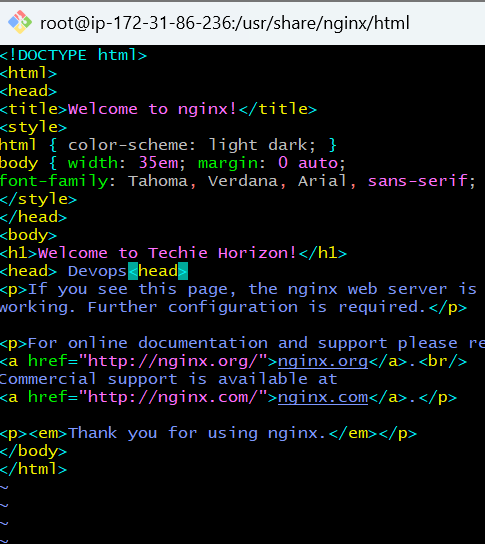 root@ip-172-31-86-236:/usr/share/nginx/html
<!DOCTYPE html>
<html>
<head>
<title>Welcome to nginx!</title>
<style>
html { color-scheme: light dark; }
body { width: 35em; margin: 0 auto;
font-family: Tahoma, Verdana, Arial, sans-serif;
</style>
</head>
<body>
<h1>Welcome to Techie Horizon!</h1>
<head> Devops<head>
<p>If you see this page, the nginx web server is
working. Further configuration is required.</p>
<p>For online documentation and support please re
<a href="http://nginx.org/">nginx.org</a>.<br/>
Commercial support is available at
<a href="http://nginx.com/">nginx.com</a>.</p>
<p><em>Thank you for using nginx.</em></p>
</body>
</html>
~
~
~
~